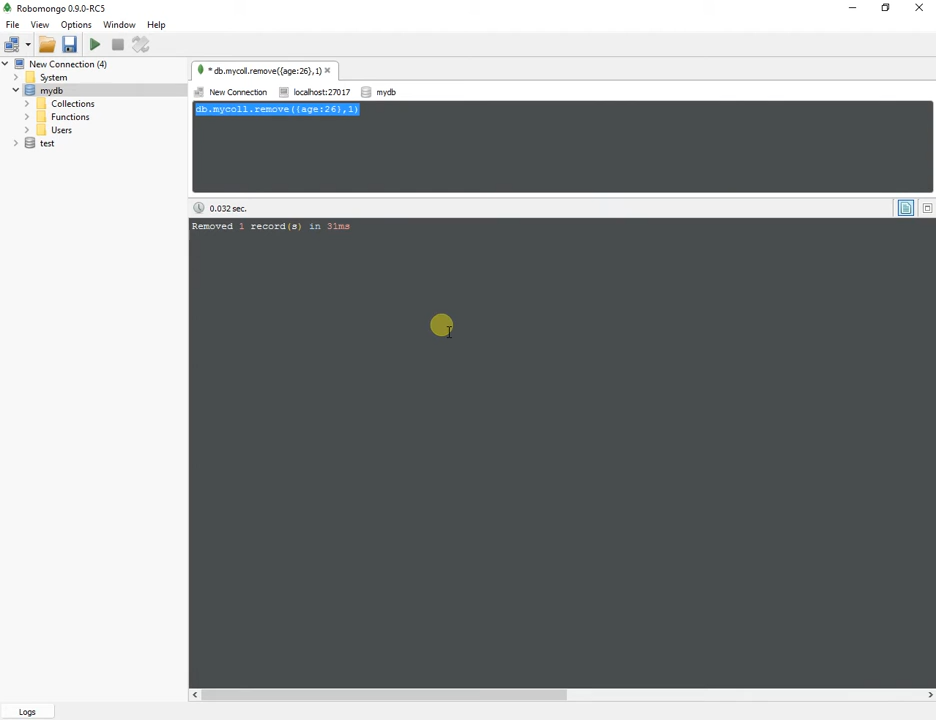 Robomongo 0.9.0-RC5
File View Options Window Help
New Connection (4)
System
mydb
Collections
Functions
Users
test
* db.mycoll.remove({age:26},1)
New Connection localhost:27017 mydb
db.mycoll.remove({age:26},1)
0.032 sec.
Removed 1 record(s) in 31ms
Logs